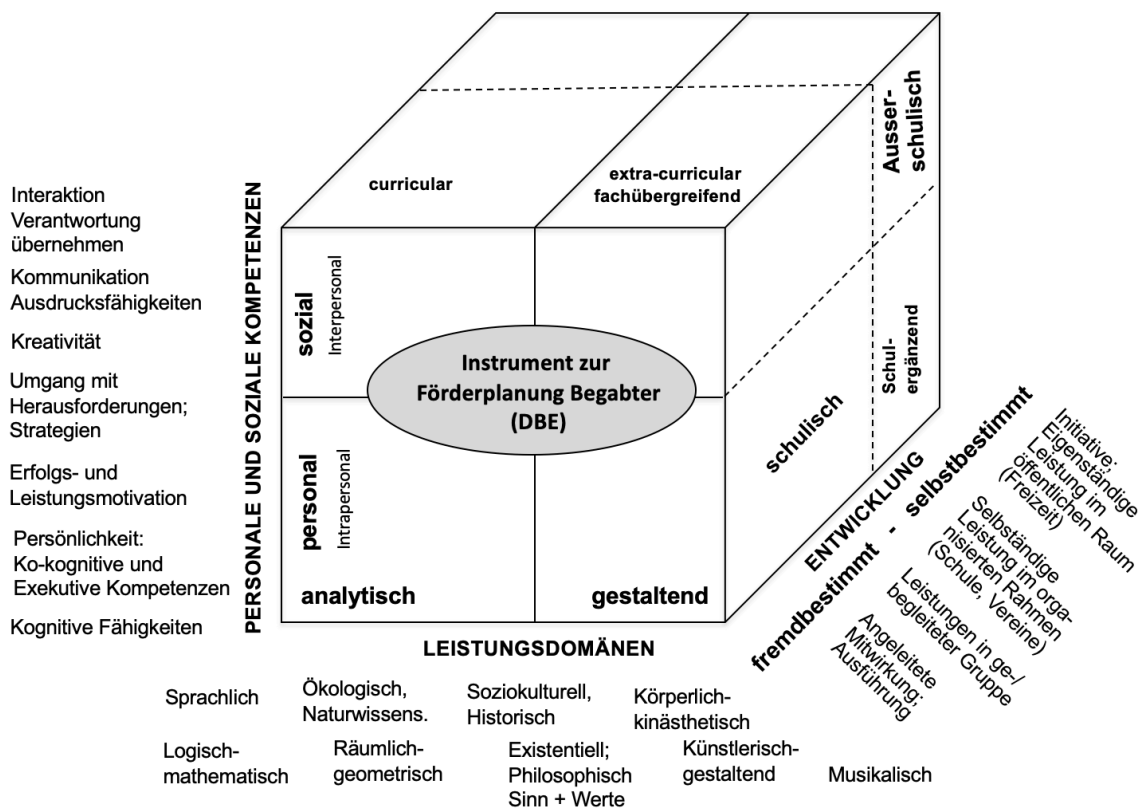 curricular
extra-curricular
fachübergreifend
Ausser-
schulisch
Schul-
ergänzend
schulisch
sozial
Interpersonal
personal
Intrapersonal
Instrument zur
Förderplanung Begabter
(DBE)
analytisch
gestaltend
PERSONALE UND SOZIALE KOMPETENZEN
Interaktion
Verantwortung
übernehmen
Kommunikation
Ausdrucksfähigkeiten
Kreativität
Umgang mit
Herausforderungen;
Strategien
Erfolgs- und
Leistungsmotivation
Persönlichkeit:
Ko-kognitive und
Exekutive Kompetenzen
Kognitive Fähigkeiten
LEISTUNGSDOMÄNEN
Sprachlich
Ökologisch,
Naturwissens.
Soziokulturell,
Historisch
Körperlich-
kinästhetisch
Logisch-
mathematisch
Räumlich-
geometrisch
Existentiell;
Philosophisch
Sinn + Werte
Künstlerisch-
gestaltend
Musikalisch
ENTWICKLUNG
fremdbestimmt - selbstbestimmt
Initiative;
Eigenständige
Leistung im
öffentlichen Raum
(Freizeit)
Selbständige
Leistung im orga-
nisierten Rahmen
(Schule, Vereine)
Leistungen in ge-/
begleiteter Gruppe
Angeleitete
Mitwirkung;
Ausführung